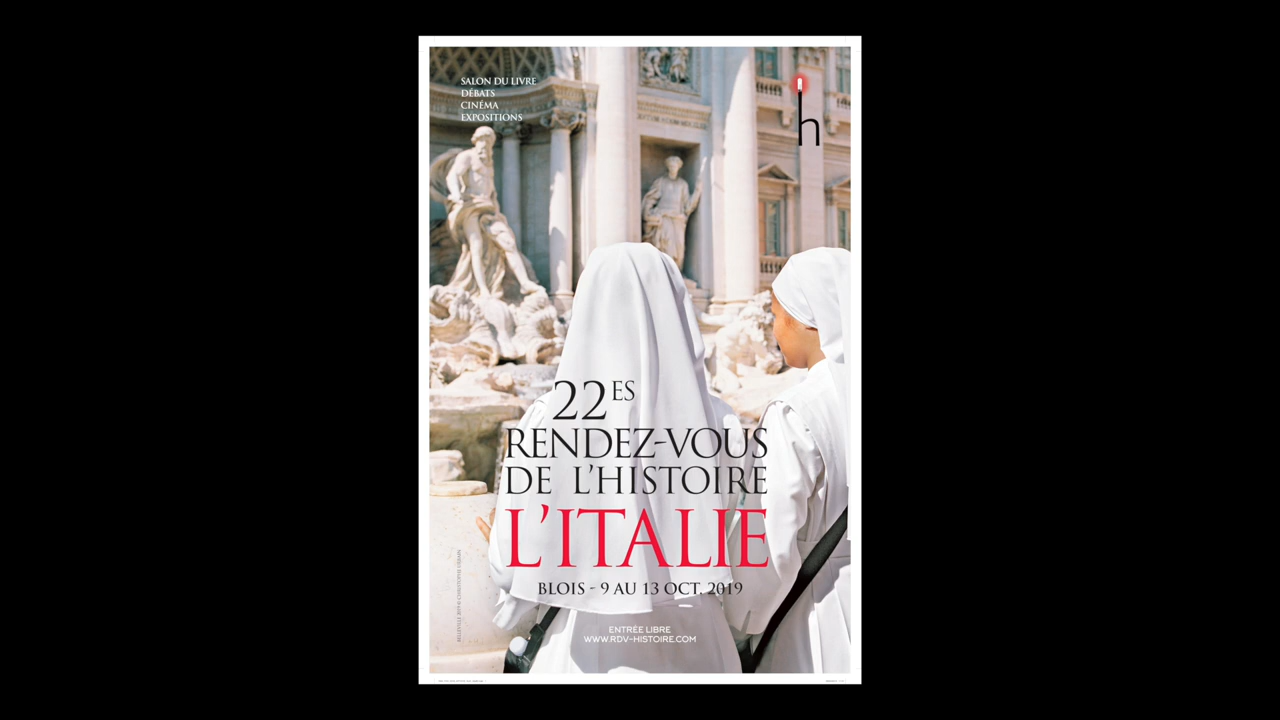 SALON DU LIVRE
DÉBATS
CINÉMA
EXPOSITIONS
h
22ES
RENDEZ-VOUS
DE L'HISTOIRE
L'ITALIE
BLOIS - 9 AU 13 OCT. 2019
ENTRÉE LIBRE
WWW.RDV-HISTOIRE.COM